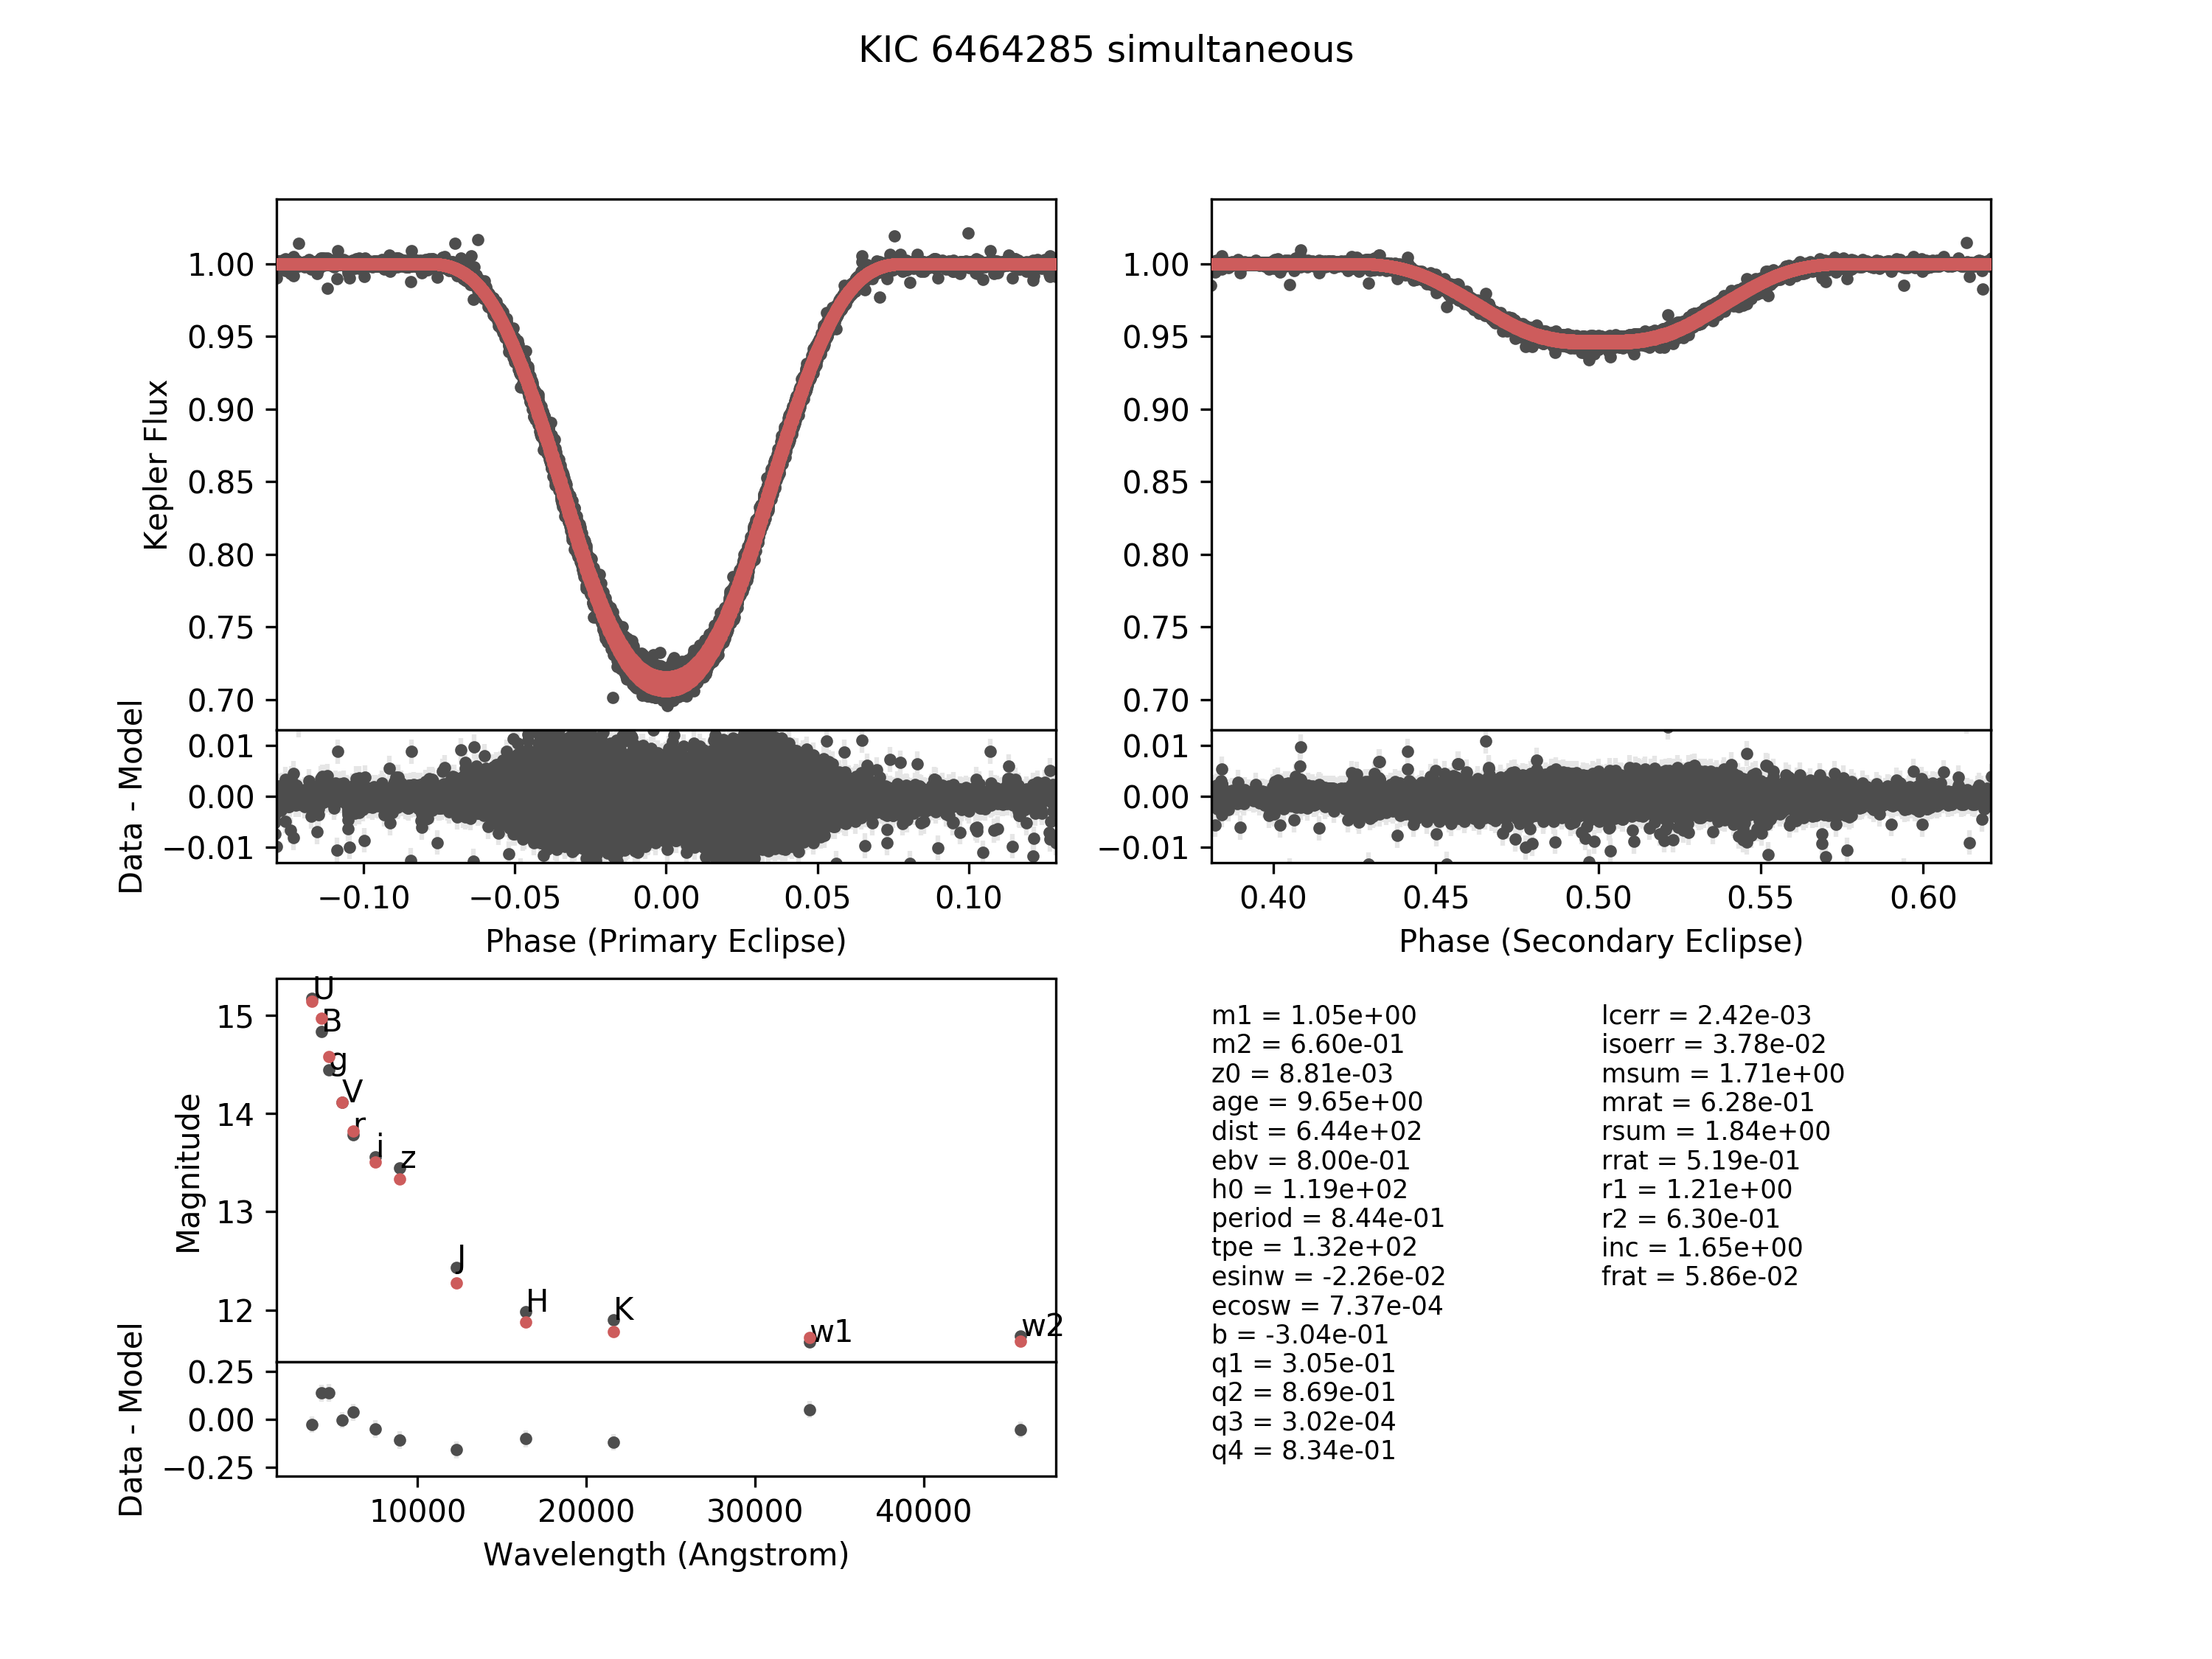 KIC 6464285 simultaneous
Kepler Flux
1.00
0.95
0.90
0.85
0.80
0.75
0.70
1.00
0.95
0.90
0.85
0.80
0.75
0.70
Data - Model
0.01
0.00
−0.01
0.01
0.00
−0.01
−0.10 −0.05 0.00 0.05 0.10
Phase (Primary Eclipse)
0.40 0.45 0.50 0.55 0.60
Phase (Secondary Eclipse)
Magnitude
15
14
13
12
U
B
g
V
r
i
z
J
H
K
w1
w2
Data - Model
0.25
0.00
−0.25
10000 20000 30000 40000
Wavelength (Angstrom)
m1 = 1.05e+00
m2 = 6.60e-01
z0 = 8.81e-03
age = 9.65e+00
dist = 6.44e+02
ebv = 8.00e-01
h0 = 1.19e+02
period = 8.44e-01
tpe = 1.32e+02
esinw = -2.26e-02
ecosw = 7.37e-04
b = -3.04e-01
q1 = 3.05e-01
q2 = 8.69e-01
q3 = 3.02e-04
q4 = 8.34e-01
lcerr = 2.42e-03
isoerr = 3.78e-02
msum = 1.71e+00
mrat = 6.28e-01
rsum = 1.84e+00
rrat = 5.19e-01
r1 = 1.21e+00
r2 = 6.30e-01
inc = 1.65e+00
frat = 5.86e-02